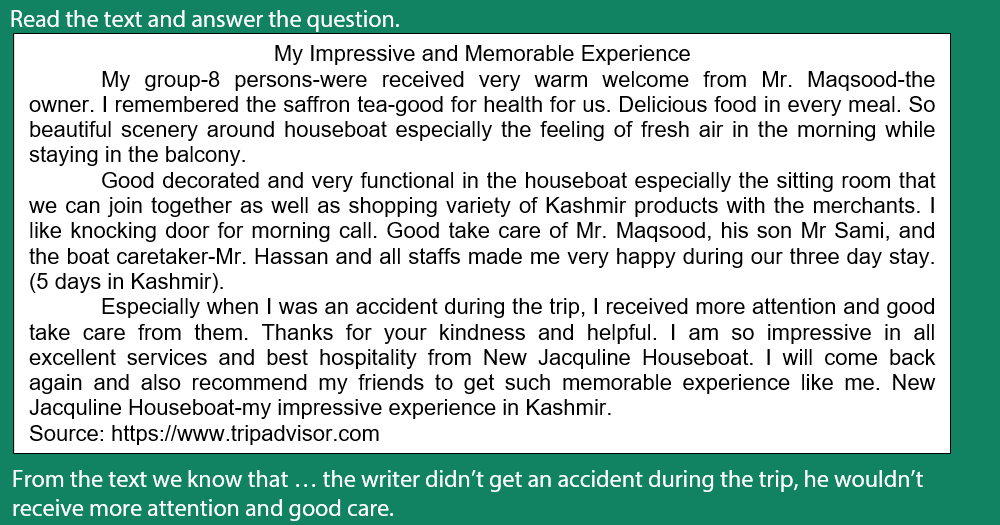 Read the text and answer the question.
My Impressive and Memorable Experience
My group-8 persons-were received very warm welcome from Mr. Maqsood-the
owner. I remembered the saffron tea-good for health for us. Delicious food in every meal. So
beautiful scenery around houseboat especially the feeling of fresh air in the morning while
staying in the balcony.
Good decorated and very functional in the houseboat especially the sitting room that
we can join together as well as shopping variety of Kashmir products with the merchants. I
like knocking door for morning call. Good take care of Mr. Maqsood, his son Mr Sami, and
the boat caretaker-Mr. Hassan and all staffs made me very happy during our three day stay.
(5 days in Kashmir).
Especially when I was an accident during the trip, I received more attention and good
take care from them. Thanks for your kindness and helpful. I am so impressive in all
excellent services and best hospitality from New Jacquline Houseboat. I will come back
again and also recommend my friends to get such memorable experience like me. New
Jacquline Houseboat-my impressive experience in Kashmir.
Source: https://www.tripadvisor.com
From the text we know that … the writer didn’t get an accident during the trip, he wouldn’t
receive more attention and good care.